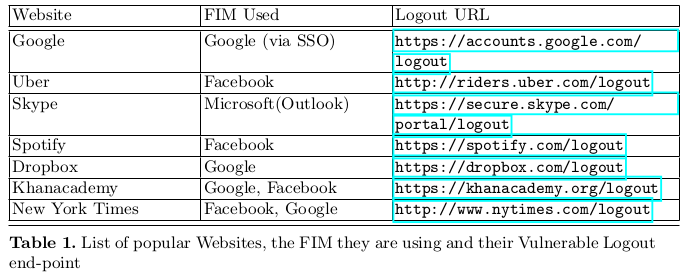 Website FIM Used Logout URL
Google Google (via SSO) https://accounts.google.com/
logout
Uber Facebook http://riders.uber.com/logout
Skype Microsoft(Outlook) https://secure.skype.com/
portal/logout
Spotify Facebook https://spotify.com/logout
Dropbox Google https://dropbox.com/logout
Khanacademy Google, Facebook https://khanacademy.org/logout
New York Times Facebook, Google http://www.nytimes.com/logout
Table 1. List of popular Websites, the FIM they are using and their Vulnerable Logout
end-point